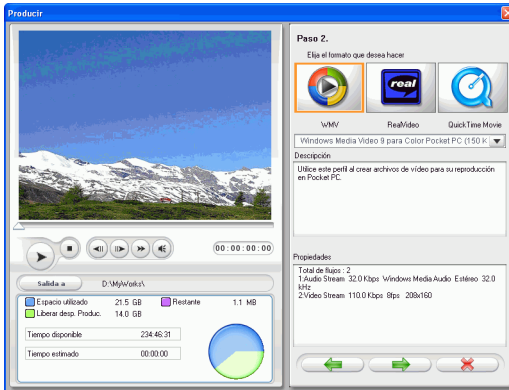 Producir
Paso 2.
Elija el formato que desea hacer
real
WMV
RealVideo
QuickTime Movie
Windows Media Video 9 para Color Pocket PC (150 K
Descripción
Utilice este perfil al crear archivos de vídeo para su reproducción
en Pocket PC.
00:00:00:00
Salida a
D:\MyWorks\
Espacio utilizado 21.5 GB Restante 1.1 MB
Liberar desp. Produc. 14.0 GB
Tiempo disponible 234:46:31
Tiempo estimado 00:00:00
Propiedades
Total de flujos : 2
1:Audio Stream 32.0 Kbps Windows Media Audio Estéreo 32.0
kHz
2:Video Stream 110.0 Kbps 8fps 208x160